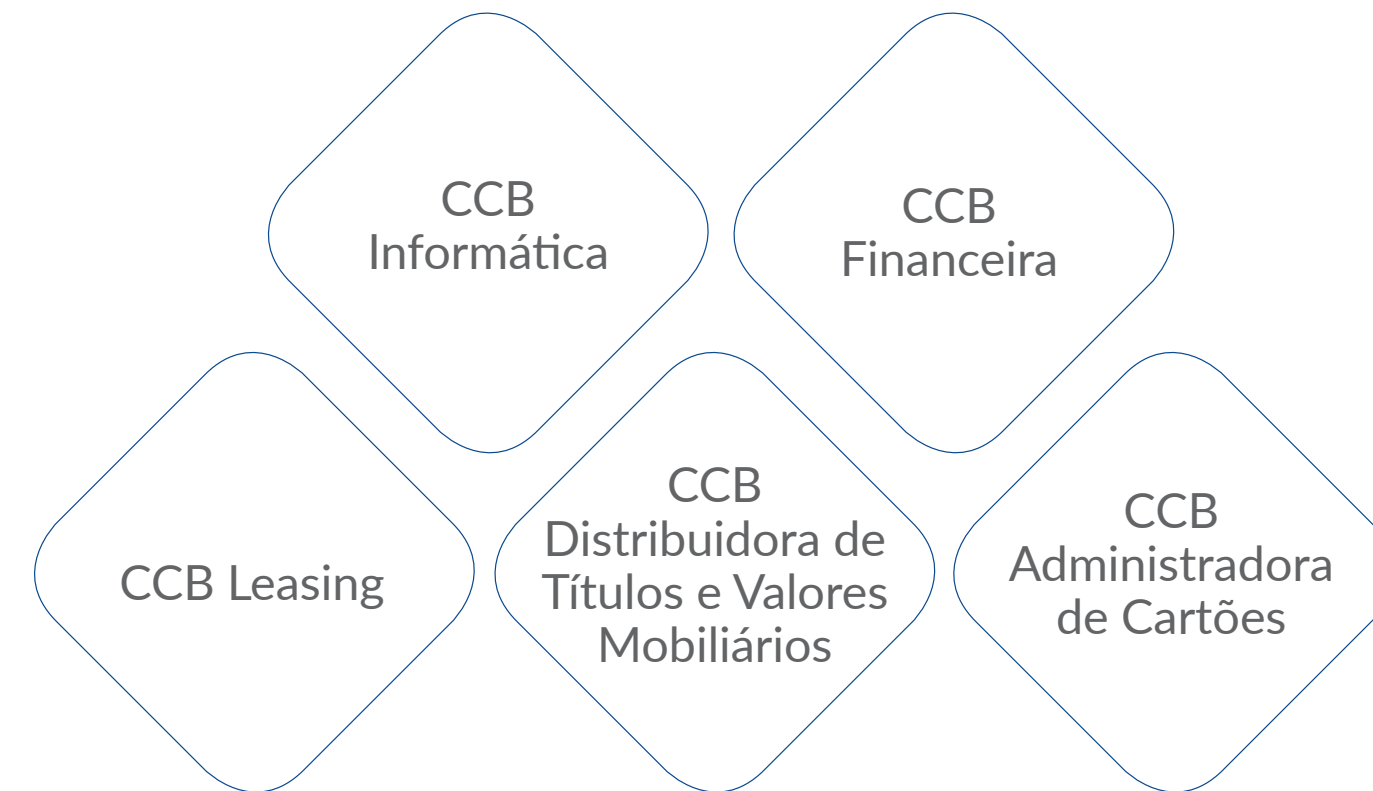 CCB
Informática
CCB
Financeira
CCB Leasing
CCB
Distribuidora de
Títulos e Valores
Mobiliários
CCB
Administradora
de Cartões